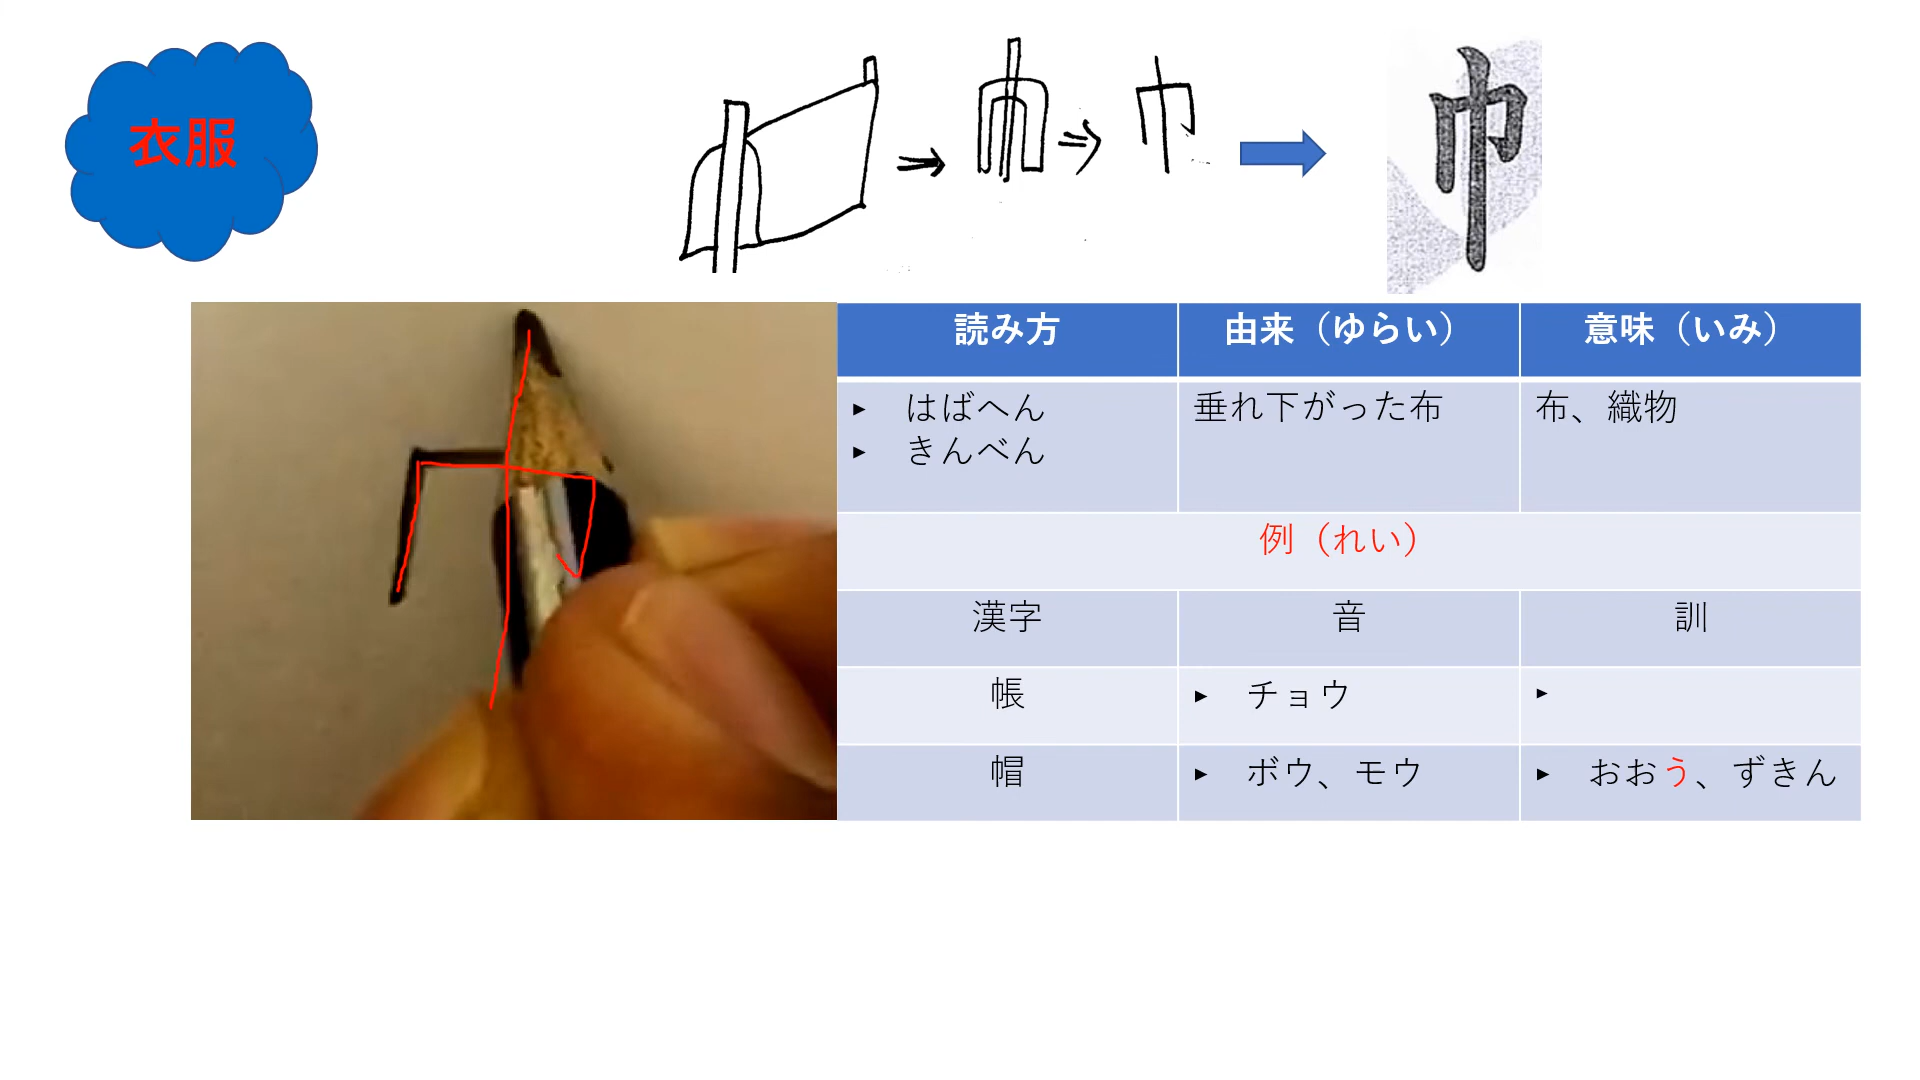 衣服
巾
読み方 由来（ゆらい） 意味（いみ）
▸ はばへん
▸ きんべん
垂れ下がった布
布、織物
例（れい）
漢字 音 訓
帳 ▸ チョウ ▸
帽 ▸ ボウ、モウ ▸ おおう、ずきん